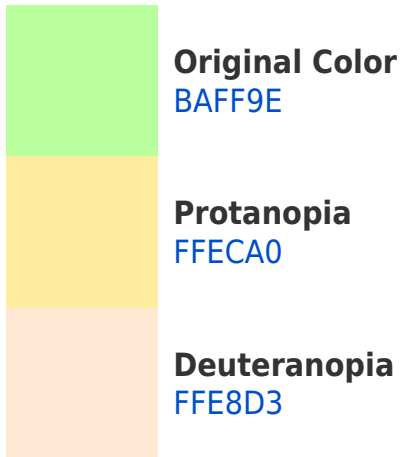 Original Color
BAFF9E
Protanopia
FFECA0
Deuteranopia
FFE8D3